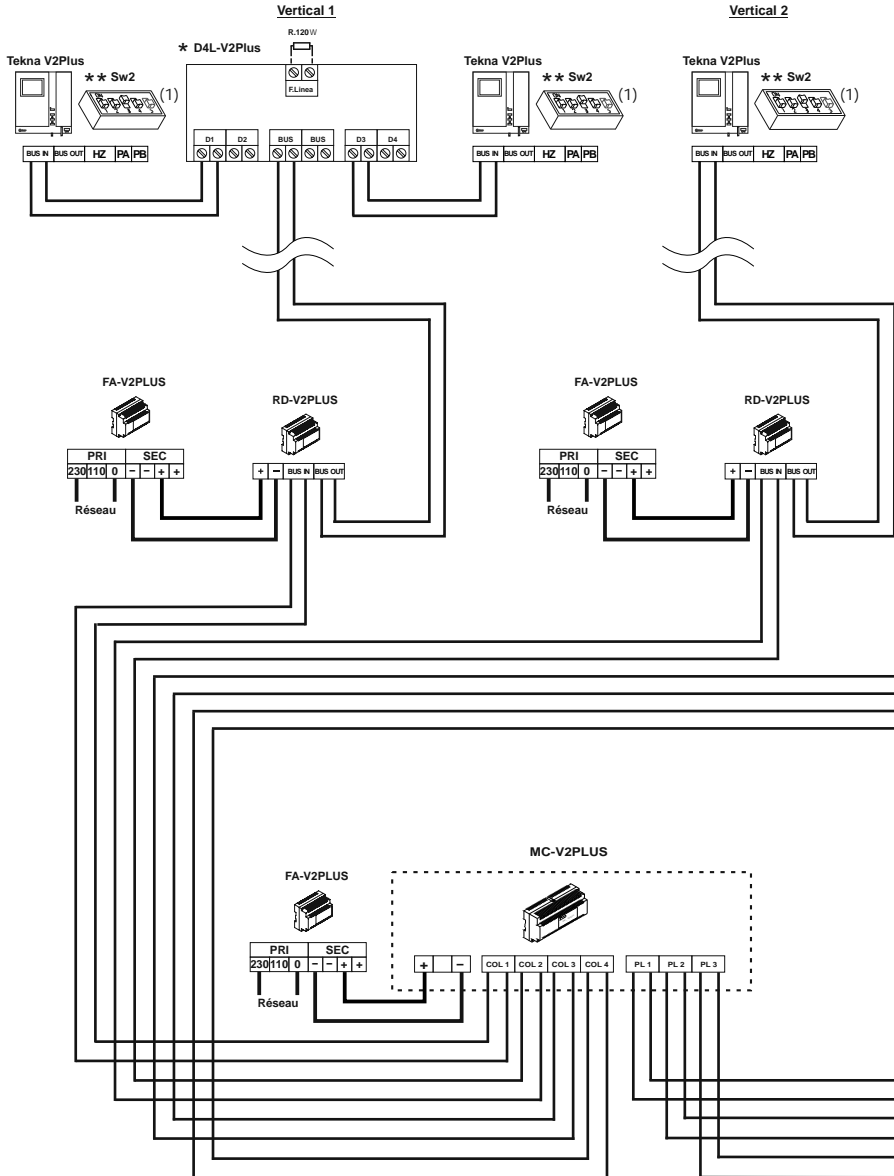 Vertical 1
Vertical 2
R.120W
* D4L-V2Plus
Tekna V2Plus
** Sw2
(1)
F.Linea
Tekna V2Plus
** Sw2
(1)
Tekna V2Plus
** Sw2
(1)
D1 D2 BUS BUS D3 D4
BUS IN BUS OUT HZ PA PB
BUS IN BUS OUT HZ PA PB
BUS IN BUS OUT HZ PA PB
FA-V2PLUS
RD-V2PLUS
PRI SEC
230 110 0 – – + +
Réseau
+ – BUS IN BUS OUT
FA-V2PLUS
RD-V2PLUS
PRI SEC
230 110 0 – – + +
Réseau
+ – BUS IN BUS OUT
MC-V2PLUS
FA-V2PLUS
PRI SEC
230 110 0 – – + +
Réseau
+ –
COL 1 COL 2 COL 3 COL 4
PL 1 PL 2 PL 3